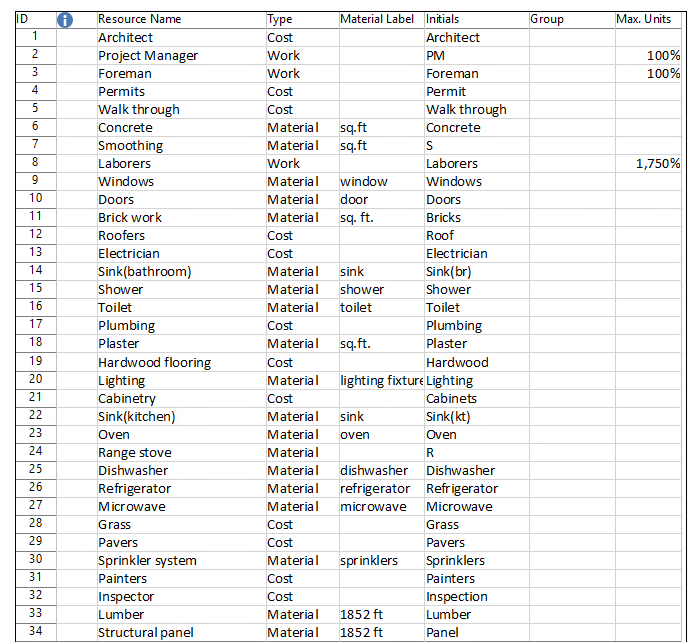 ID i Resource Name Type Material Label Initials Group Max. Units
1 Architect Cost Architect
2 Project Manager Work PM 100%
3 Foreman Work Foreman 100%
4 Permits Cost Permit
5 Walk through Cost Walk through
6 Concrete Material sq.ft Concrete
7 Smoothing Material sq.ft S
8 Laborers Work Laborers 1,750%
9 Windows Material window Windows
10 Doors Material door Doors
11 Brick work Material sq. ft. Bricks
12 Roofers Cost Roof
13 Electrician Cost Electrician
14 Sink(bathroom) Material sink Sink(br)
15 Shower Material shower Shower
16 Toilet Material toilet Toilet
17 Plumbing Cost Plumbing
18 Plaster Material sq.ft. Plaster
19 Hardwood flooring Cost Hardwood
20 Lighting Material lighting fixture Lighting
21 Cabinetry Cost Cabinets
22 Sink(kitchen) Material sink Sink(kt)
23 Oven Material oven Oven
24 Range stove Material R
25 Dishwasher Material dishwasher Dishwasher
26 Refrigerator Material refrigerator Refrigerator
27 Microwave Material microwave Microwave
28 Grass Cost Grass
29 Pavers Cost Pavers
30 Sprinkler system Material sprinklers Sprinklers
31 Painters Cost Painters
32 Inspector Cost Inspection
33 Lumber Material 1852 ft Lumber
34 Structural panel Material 1852 ft Panel